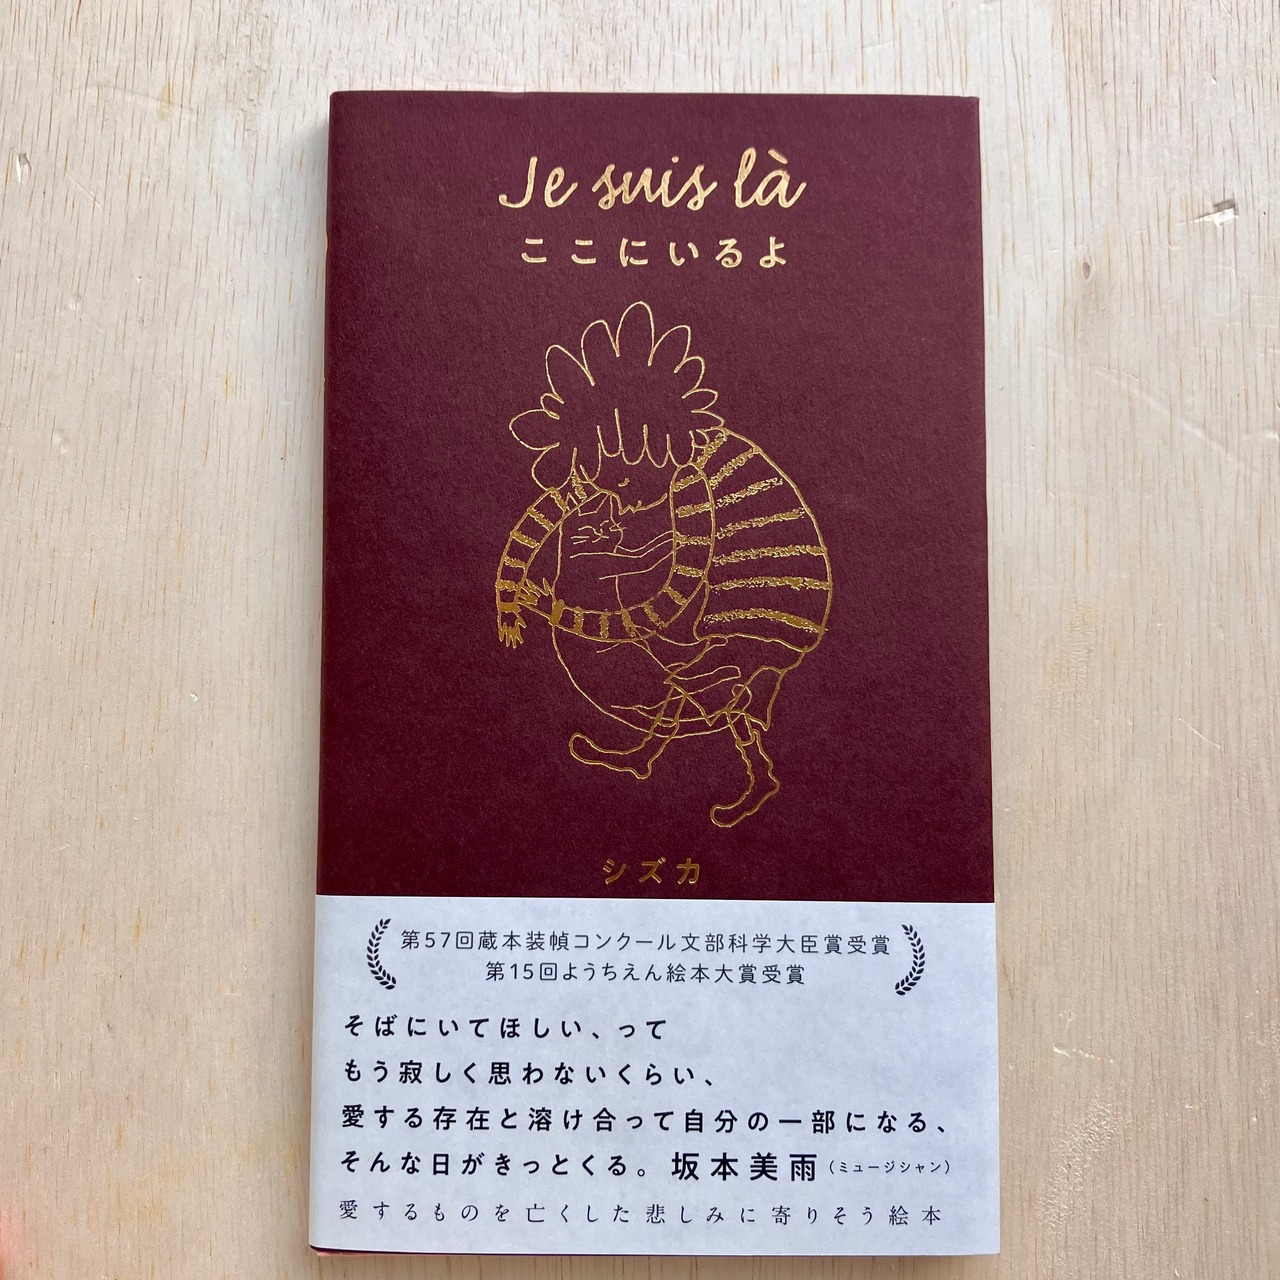 Je suis là
ここにいるよ
シズカ
第57回蔵本装幀コンクール文部科学大臣賞受賞
第15回ようちえん絵本大賞受賞
そばにいてほしい、って
もう寂しく思わないくらい、
愛する存在と溶け合って自分の一部になる、
そんな日がきっとくる。坂本美雨（ミュージシャン）
愛するものを亡くした悲しみに寄りそう絵本